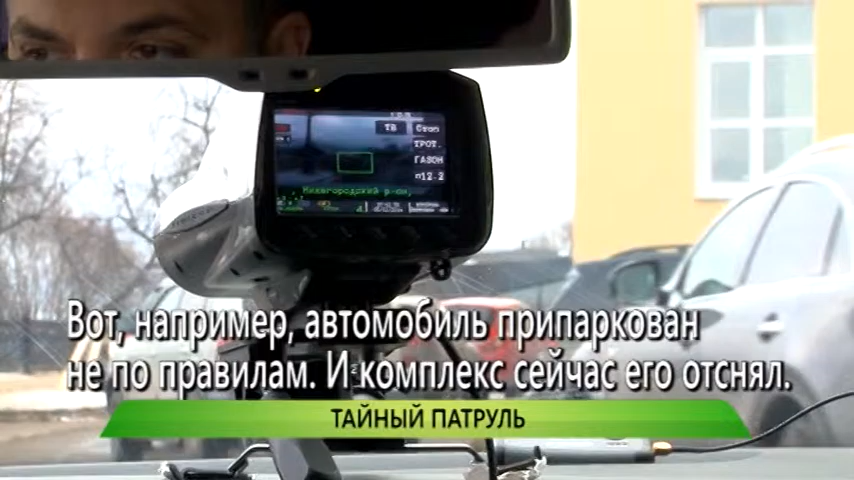 ТВ Стоп
ТРОТ.
ГАЗОН
п12.2
Нижегородский р-он,
Вот, например, автомобиль припаркован
не по правилам. И комплекс сейчас его отснял.
ТАЙНЫЙ ПАТРУЛЬ